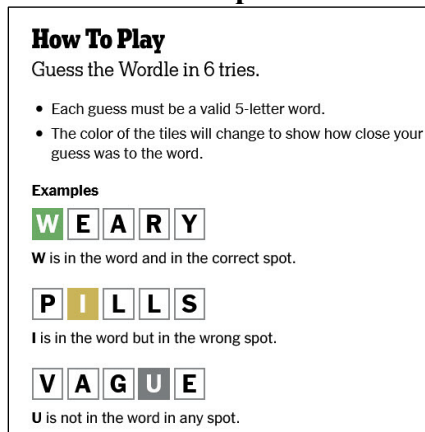 How To Play
Guess the Wordle in 6 tries.
• Each guess must be a valid 5-letter word.
• The color of the tiles will change to show how close your
guess was to the word.
Examples
WEARY
W is in the word and in the correct spot.
PILLS
I is in the word but in the wrong spot.
VAGUE
U is not in the word in any spot.